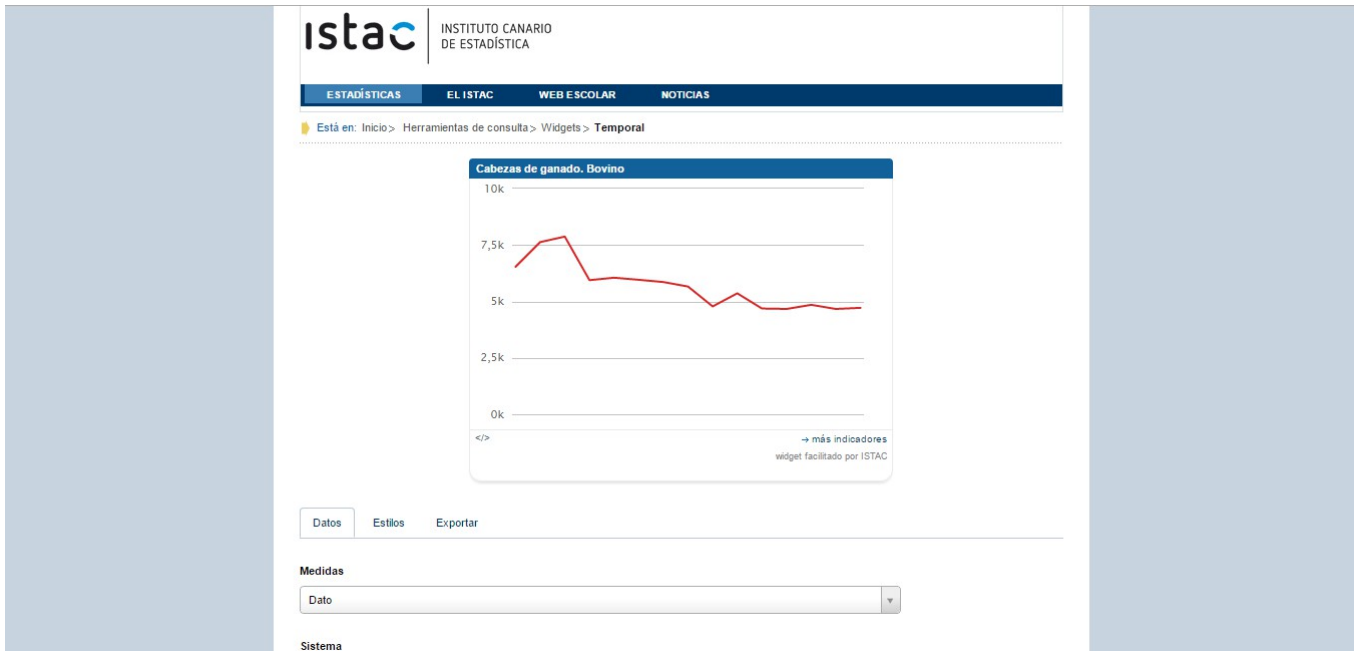 ıstac
INSTITUTO CANARIO
DE ESTADÍSTICA
ESTADÍSTICAS EL ISTAC WEB ESCOLAR NOTICIAS
Está en: Inicio> Herramientas de consulta> Widgets> Temporal
Cabezas de ganado. Bovino
10k
7,5k
5k
2,5k
0k
</> → más indicadores
widget facilitado por ISTAC
Datos Estilos Exportar
Medidas
Dato
Sistema